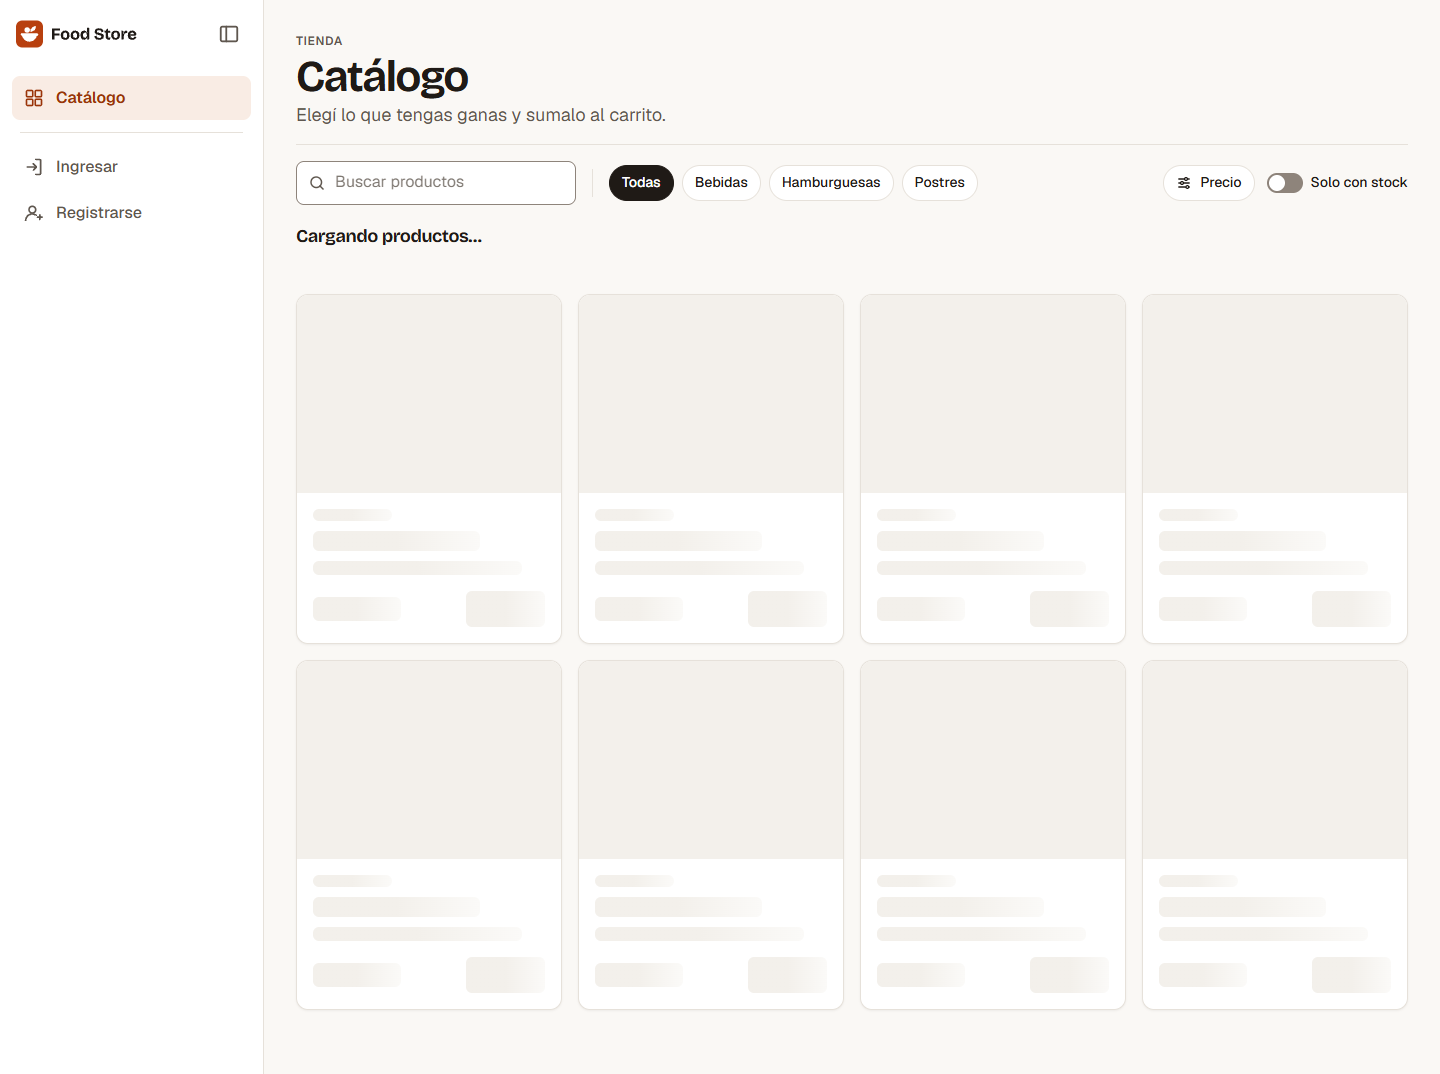 Food Store
Catálogo
Ingresar
Registrarse
TIENDA
Catálogo
Elegí lo que tengas ganas y sumalo al carrito.
Buscar productos
Todas
Bebidas
Hamburguesas
Postres
Precio
Solo con stock
Cargando productos...